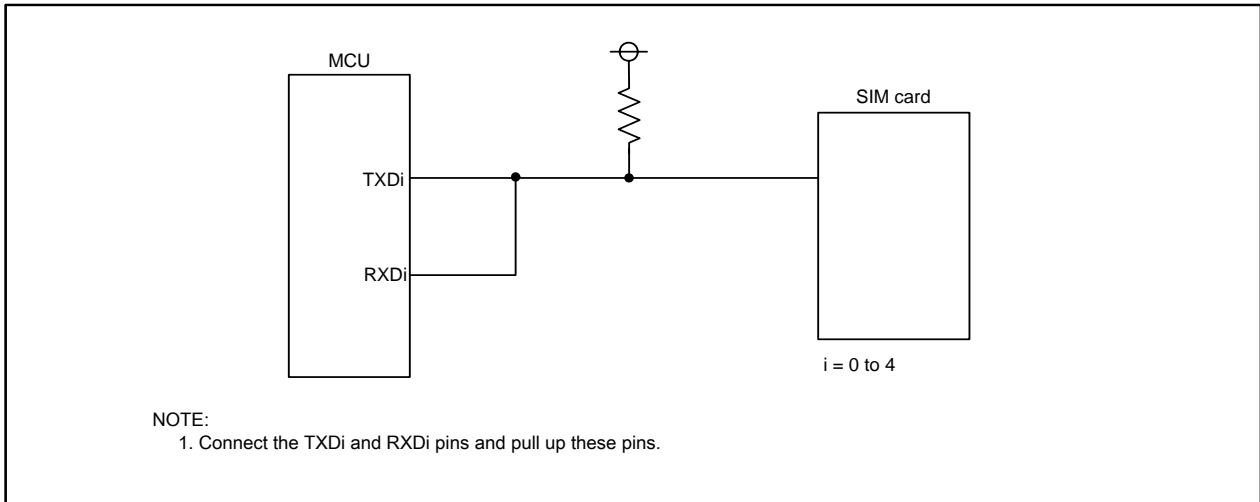 MCU
SIM card
TXDi
RXDi
i = 0 to 4
NOTE:
1. Connect the TXDi and RXDi pins and pull up these pins.